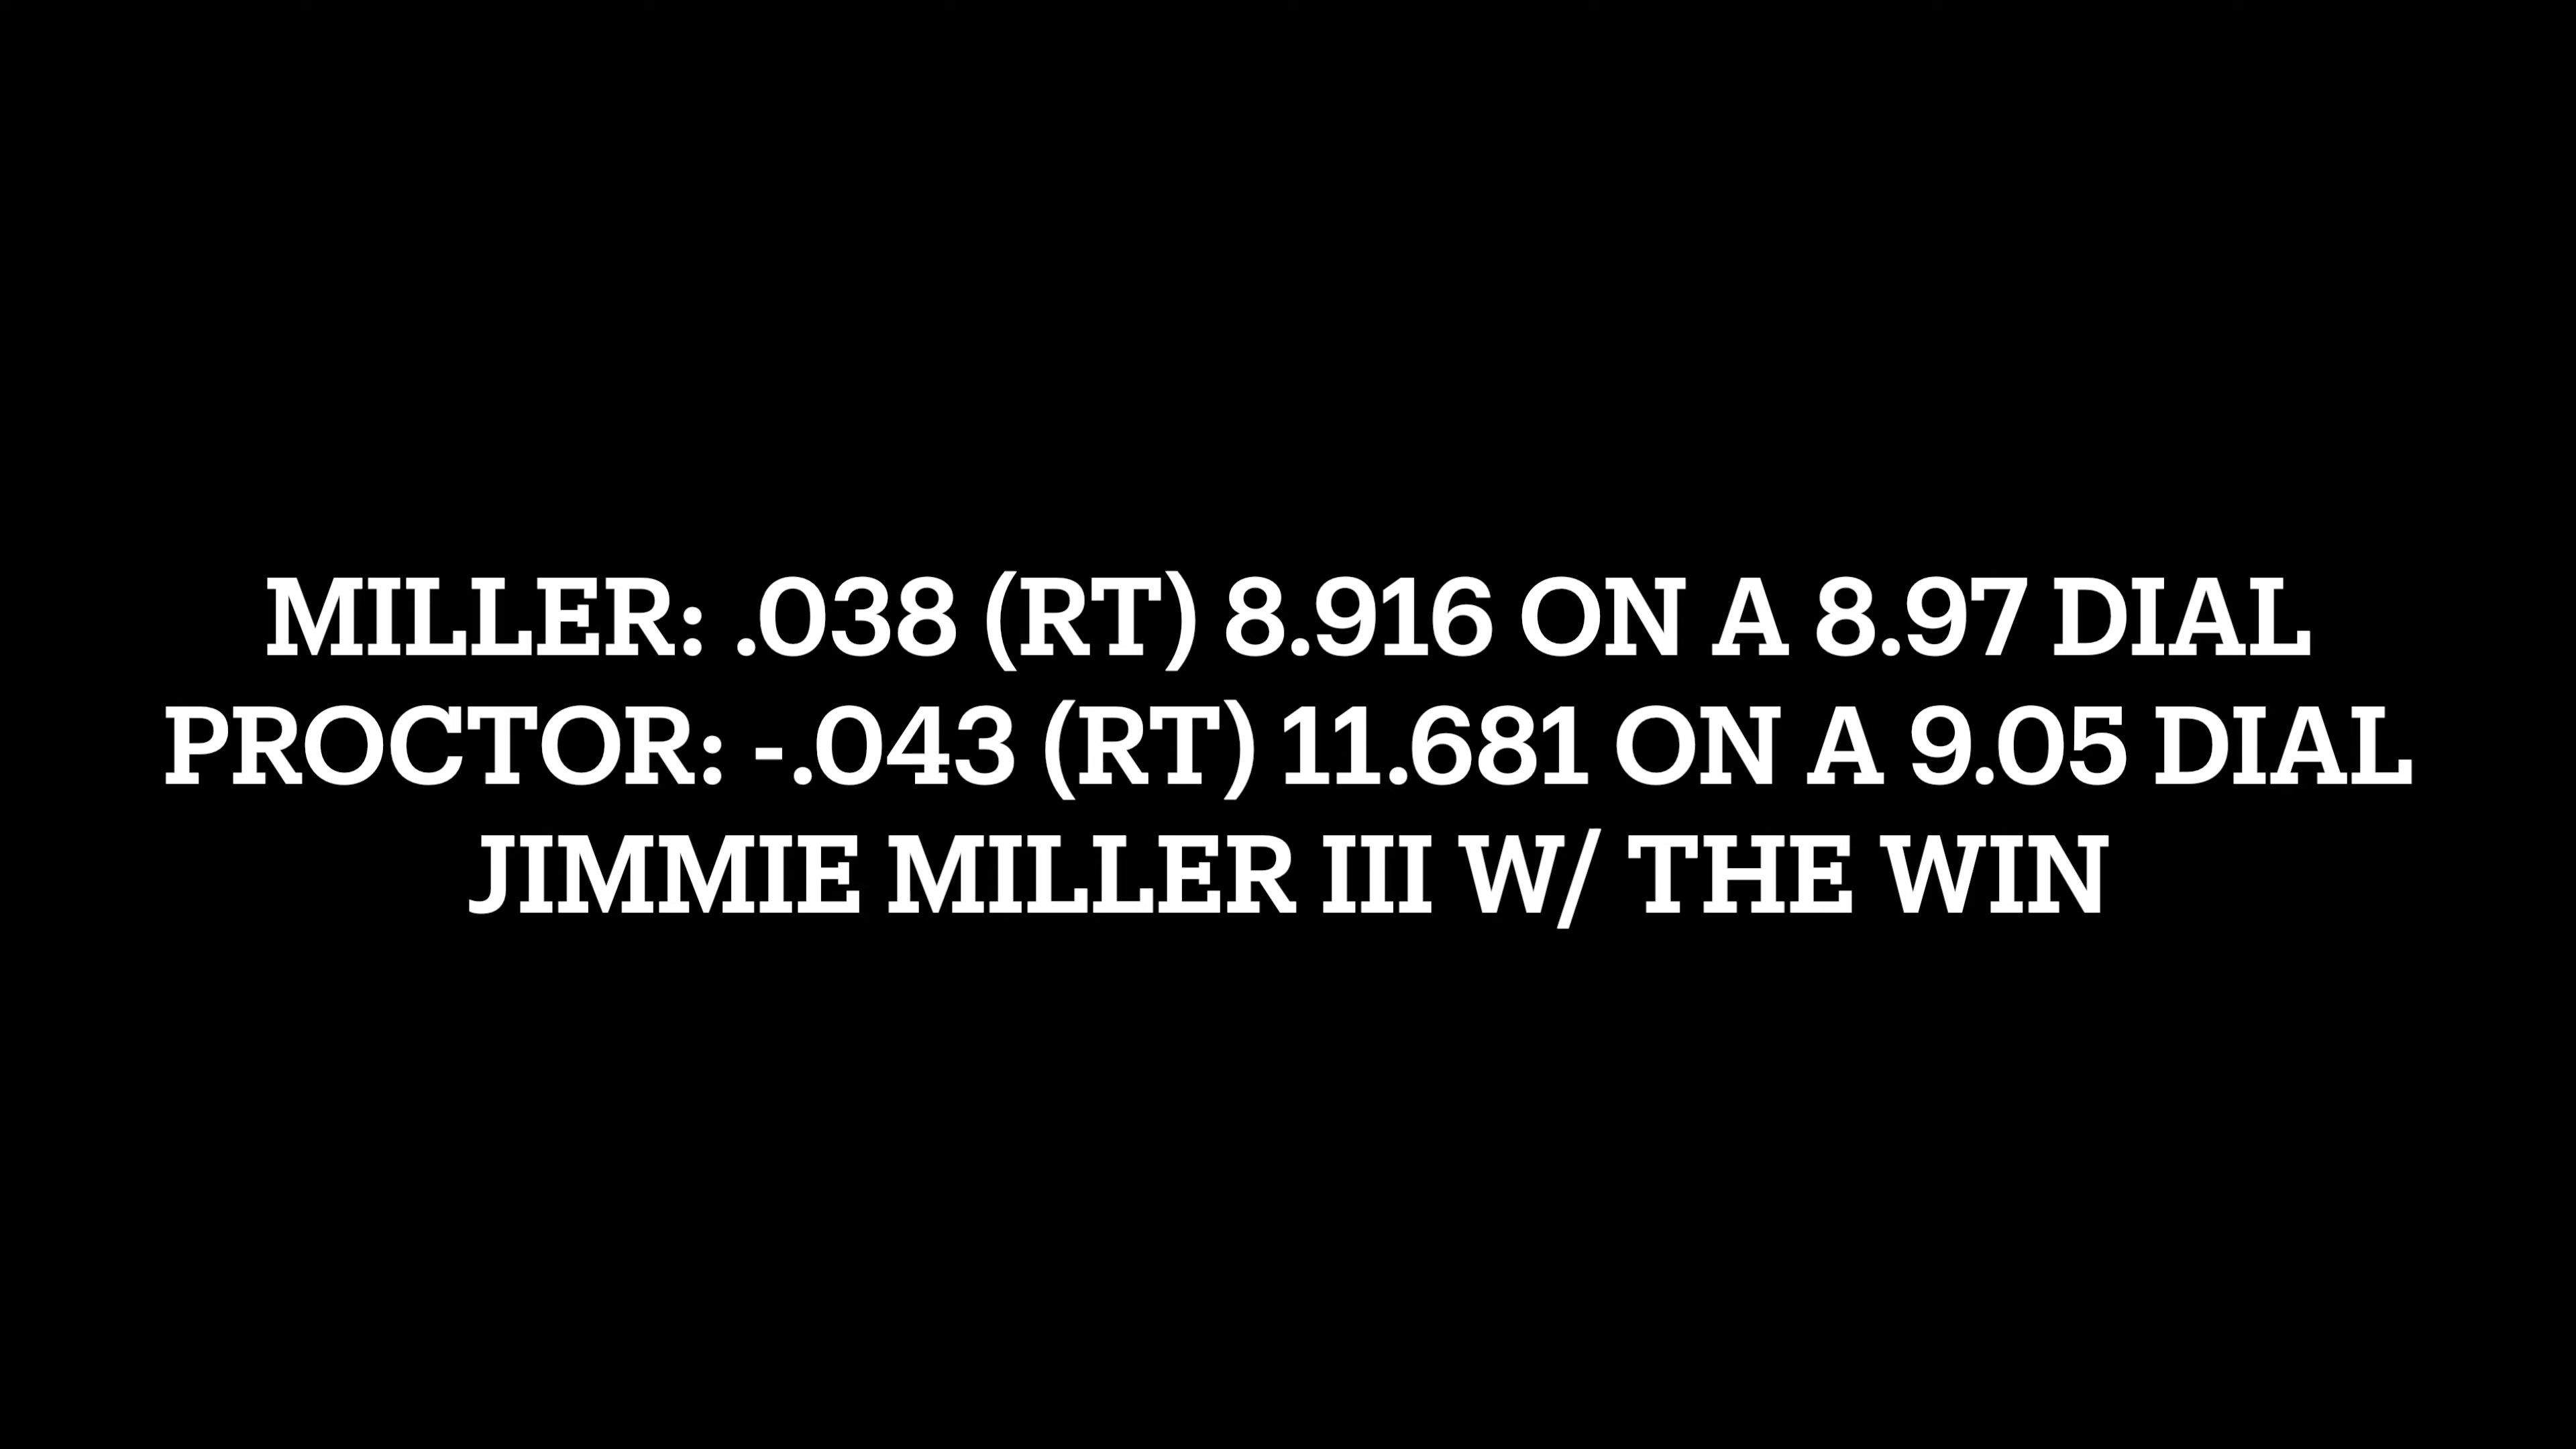 MILLER: .038 (RT) 8.916 ON A 8.97 DIAL
PROCTOR: -.043 (RT) 11.681 ON A 9.05 DIAL
JIMMIE MILLER III W/ THE WIN